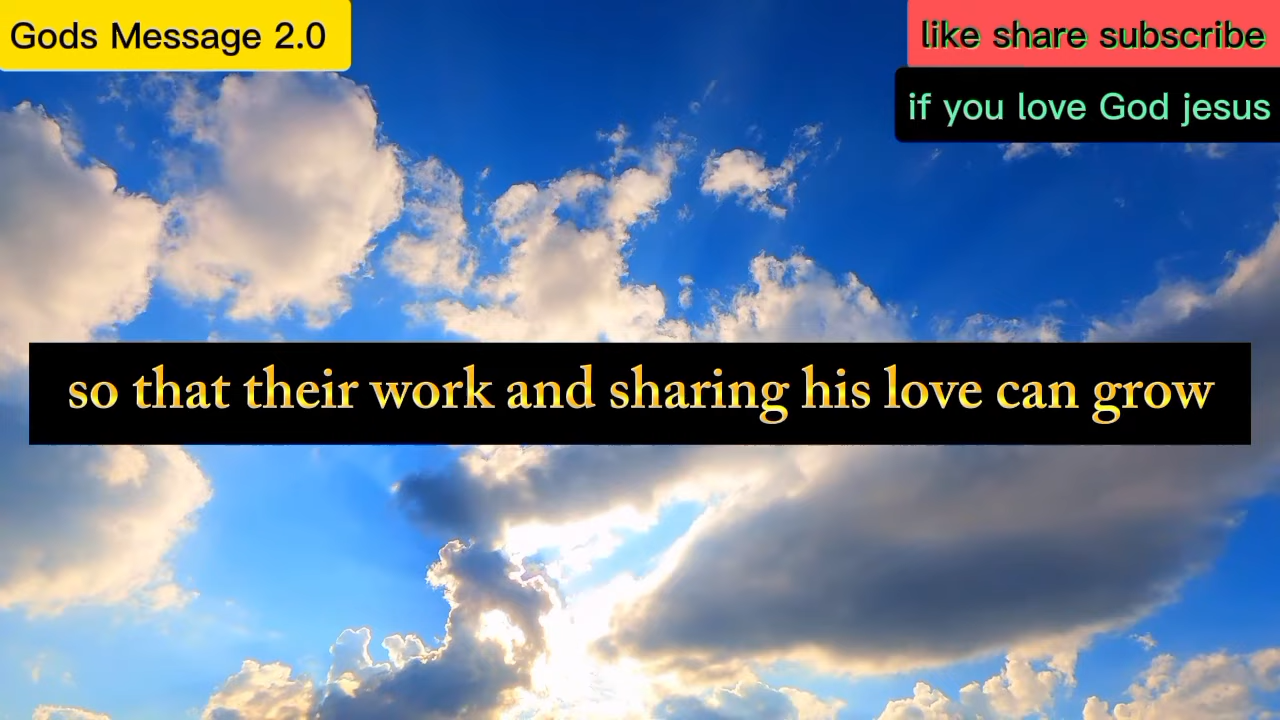 Gods Message 2.0
like share subscribe
if you love God jesus
so that their work and sharing his love can grow